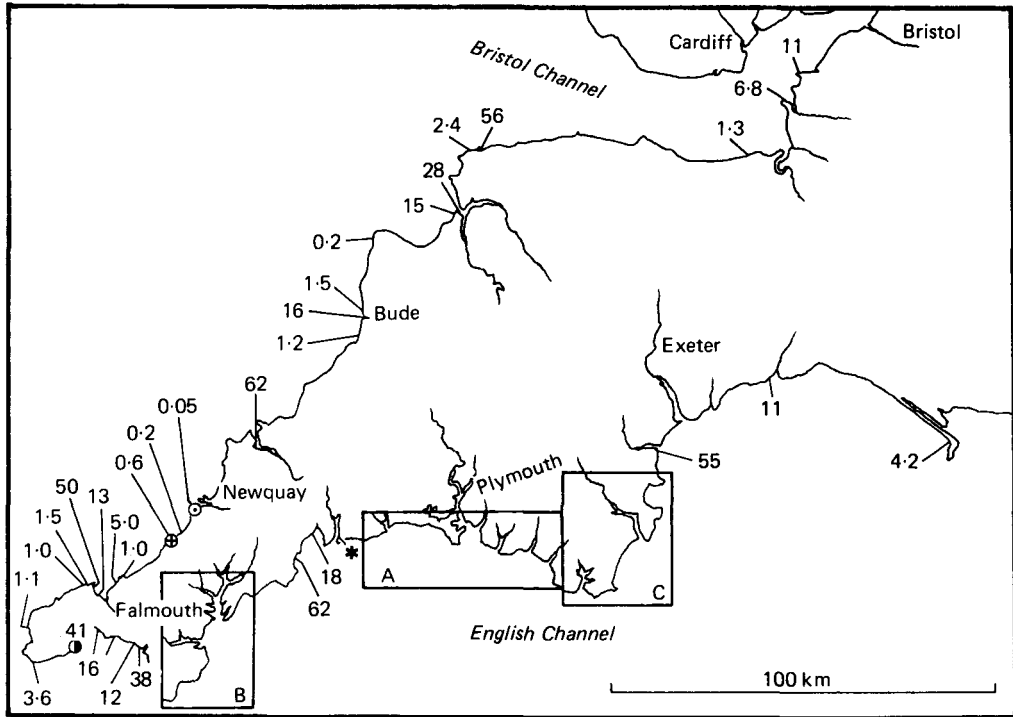 Cardiff
Bristol
Bristol Channel
11
6·8
56
2·4
1·3
28
15
0·2
1·5
16
Bude
1·2
Exeter
62
0·05
11
0·2
0·6
55
4·2
Plymouth
Newquay
50
13
1·5
5·0
1·0
1·0
1·1
*
18
A
C
Falmouth
62
English Channel
41
16
12
38
3·6
B
100 km